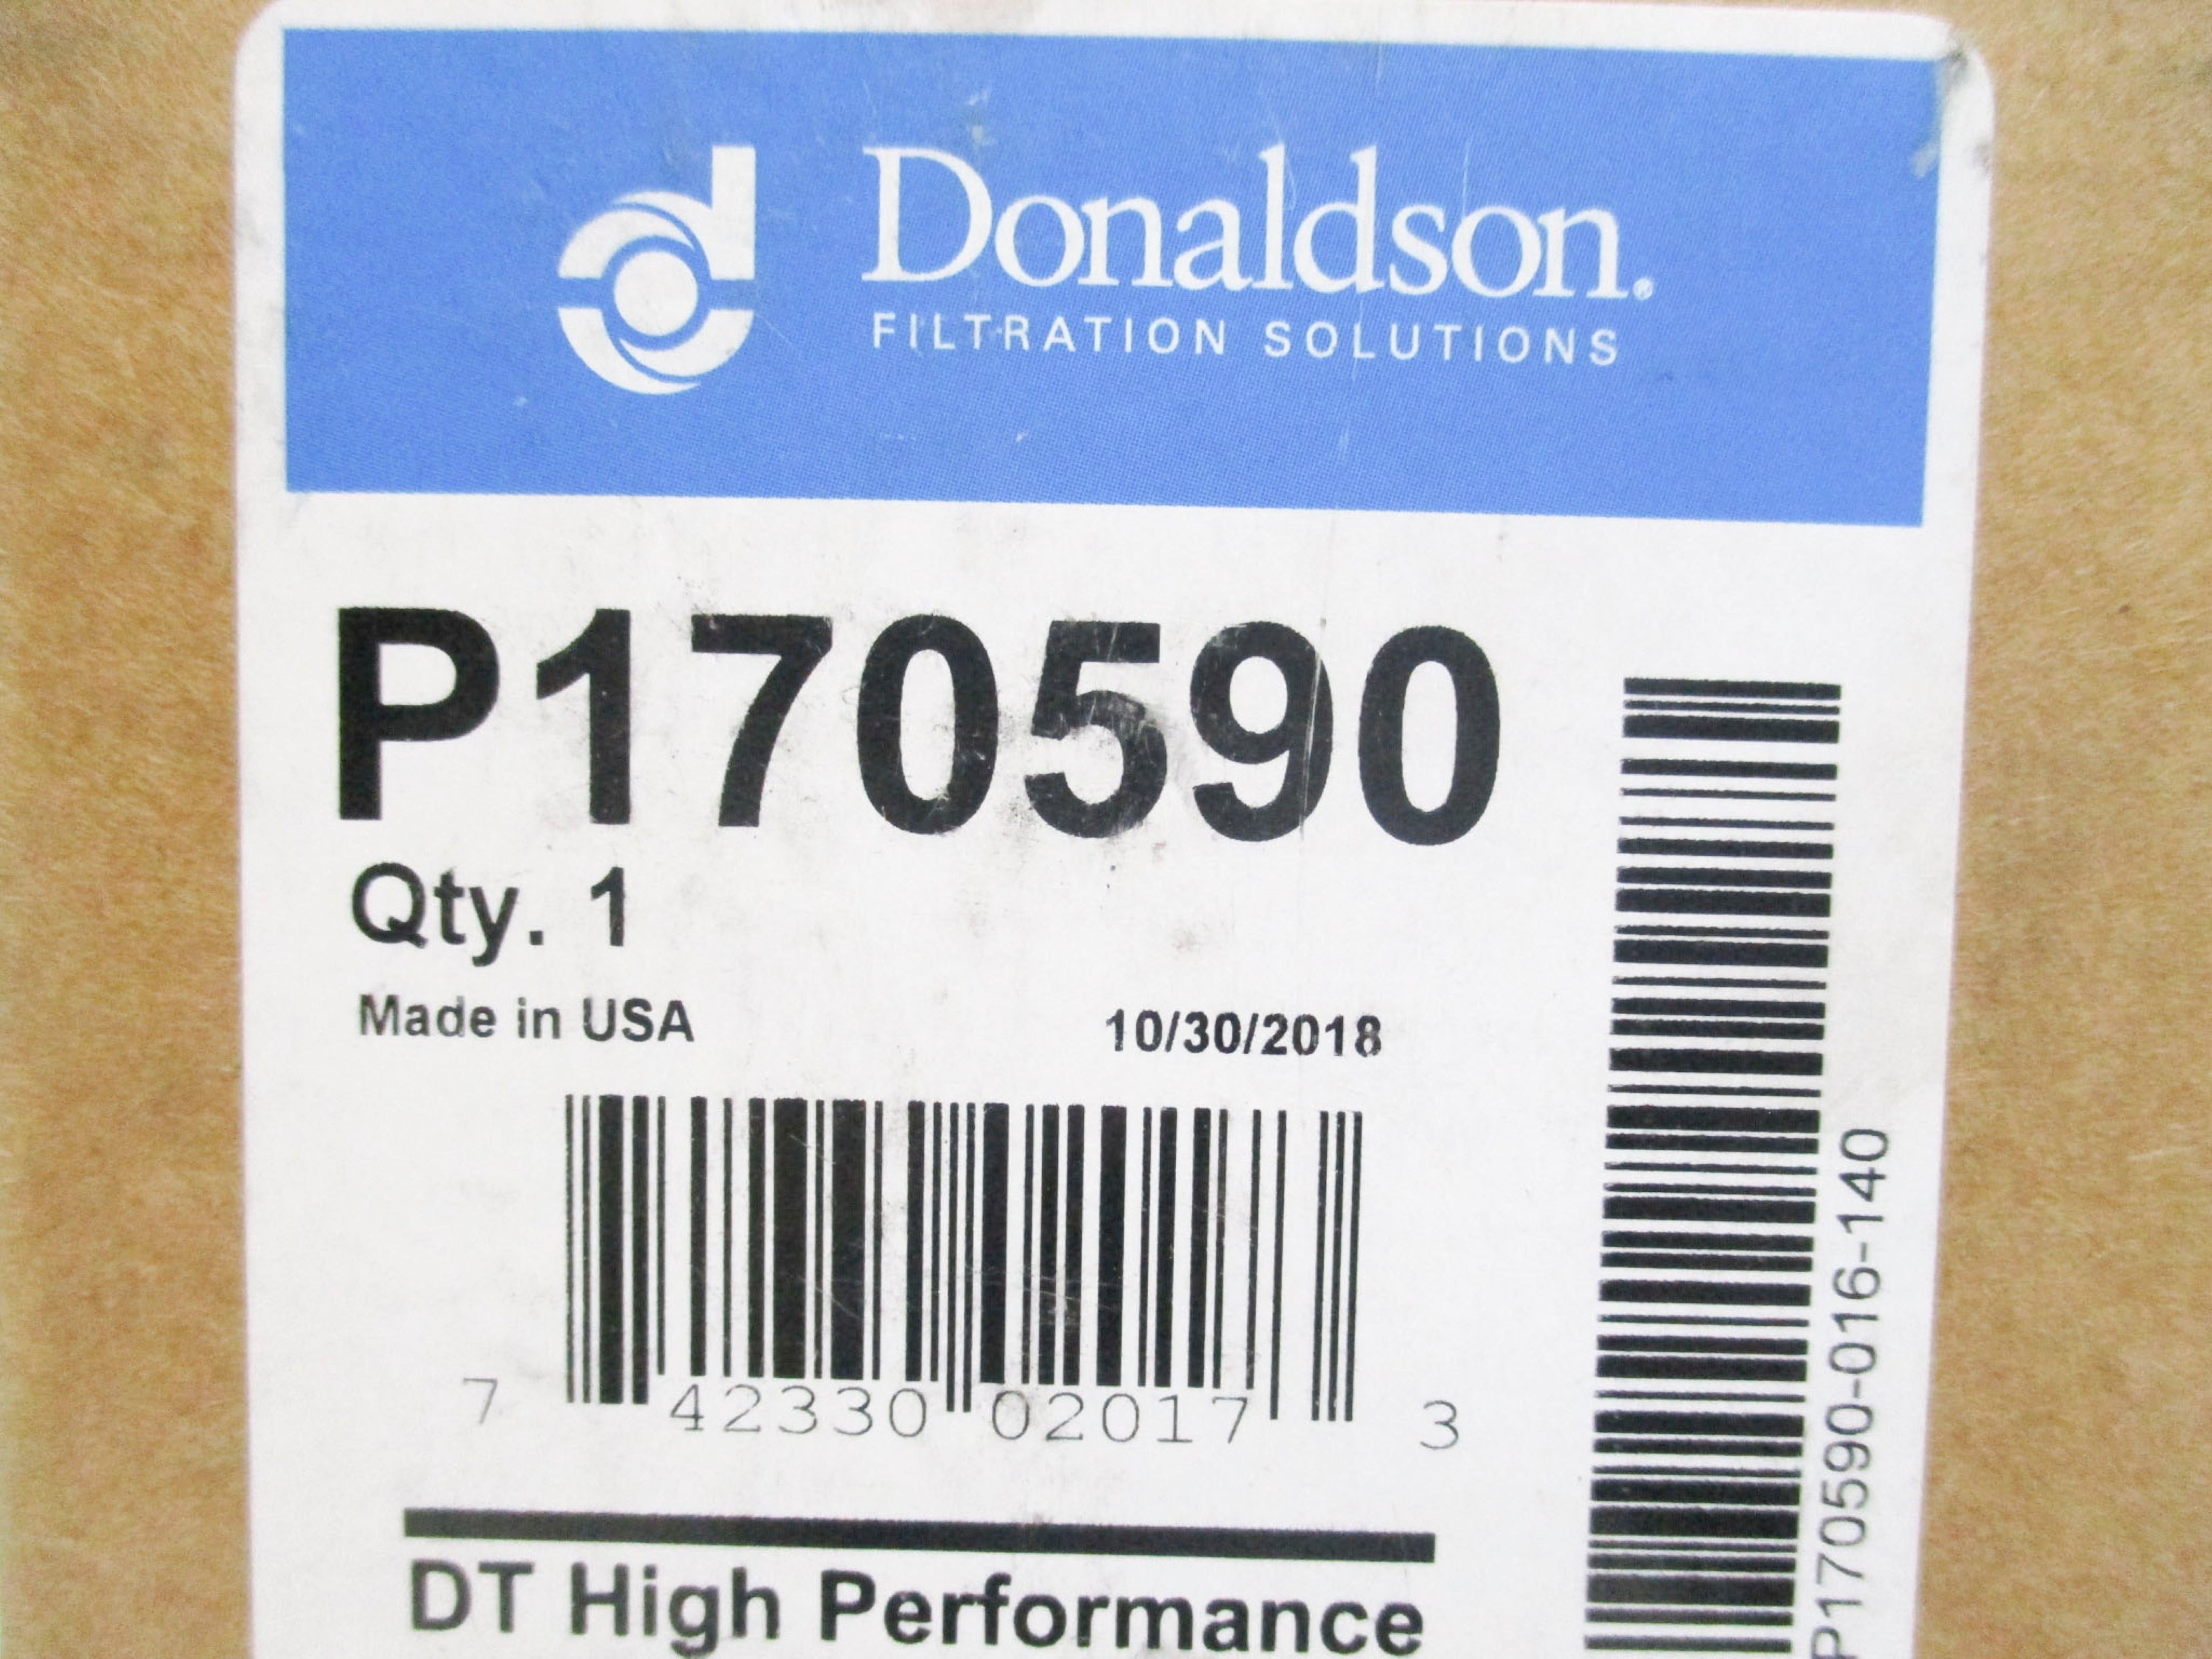 Donaldson.®
FILTRATION SOLUTIONS
P170590
Qty. 1
Made in USA 10/30/2018
7 42330 02017 3
DT High Performance
P170590-016-140